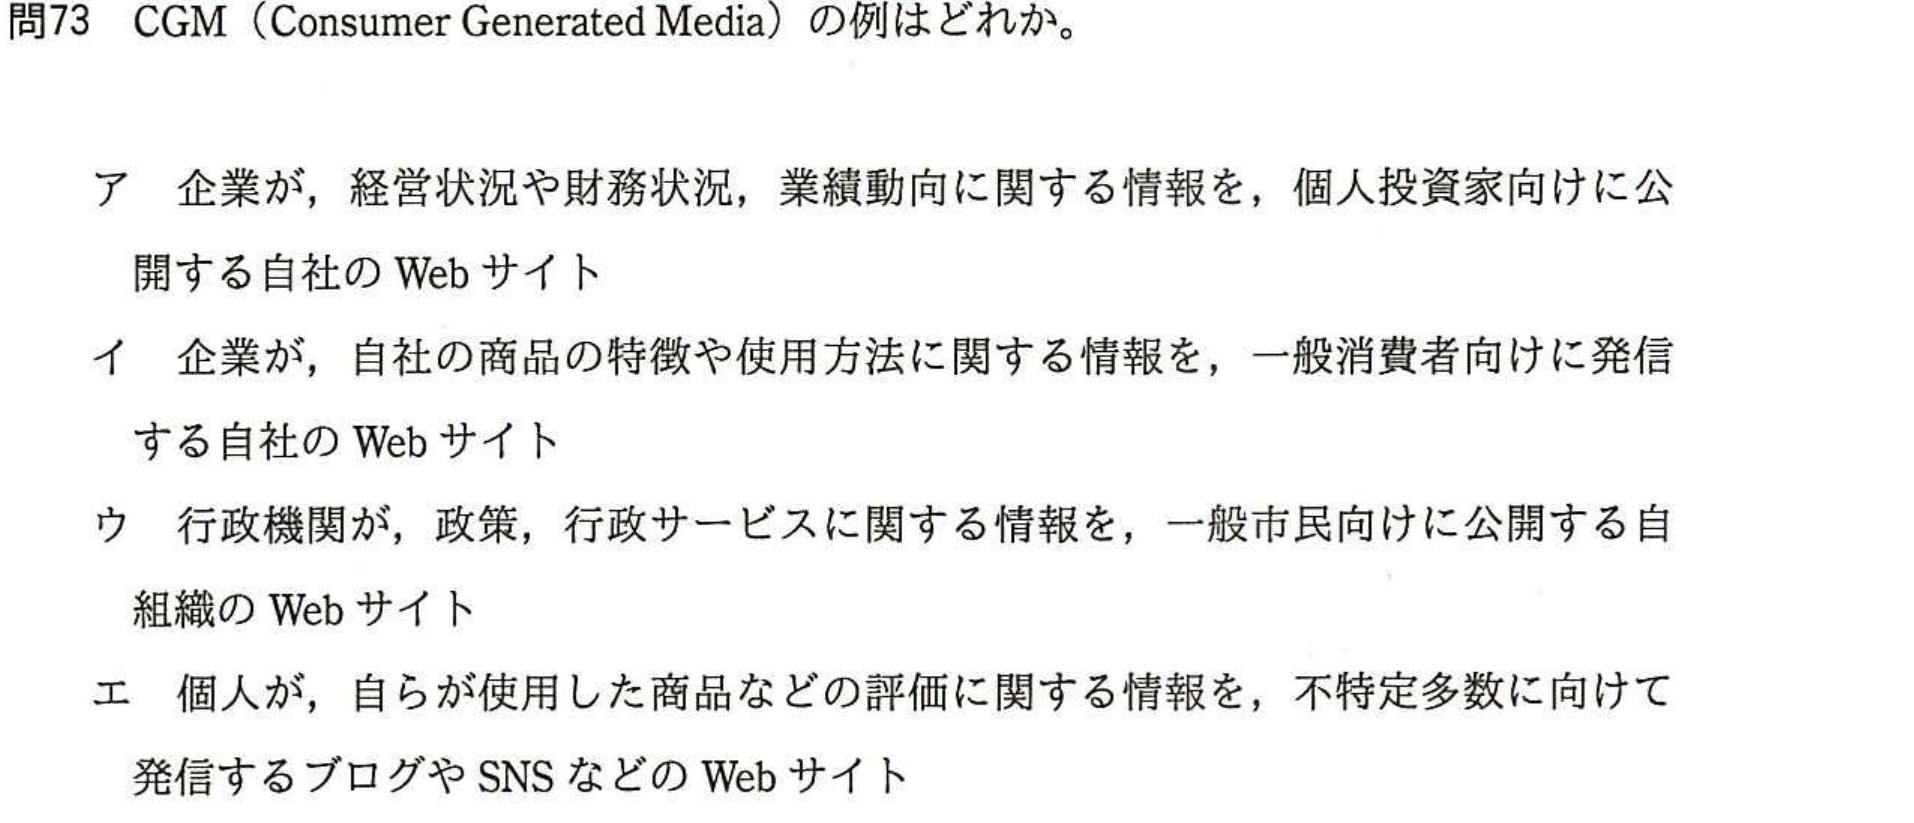 問73 CGM（Consumer Generated Media）の例はどれか。
ア 企業が，経営状況や財務状況，業績動向に関する情報を，個人投資家向けに公
開する自社の Web サイト
イ 企業が，自社の商品の特徴や使用方法に関する情報を，一般消費者向けに発信
する自社の Web サイト
ウ 行政機関が，政策，行政サービスに関する情報を，一般市民向けに公開する自
組織の Web サイト
エ 個人が，自らが使用した商品などの評価に関する情報を，不特定多数に向けて
発信するブログや SNS などの Web サイト